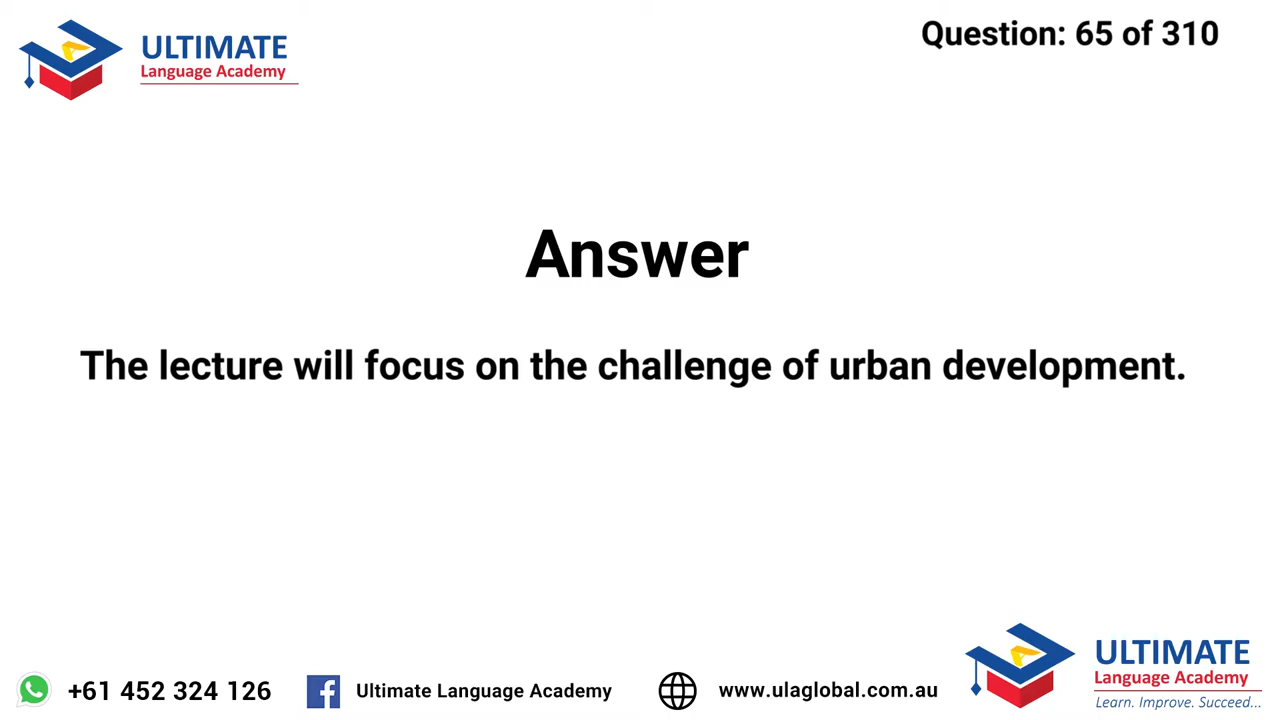 ULTIMATE
Language Academy
Question: 65 of 310
Answer
The lecture will focus on the challenge of urban development.
+61 452 324 126
Ultimate Language Academy
www.ulaglobal.com.au
ULTIMATE
Language Academy
Learn. Improve. Succeed...